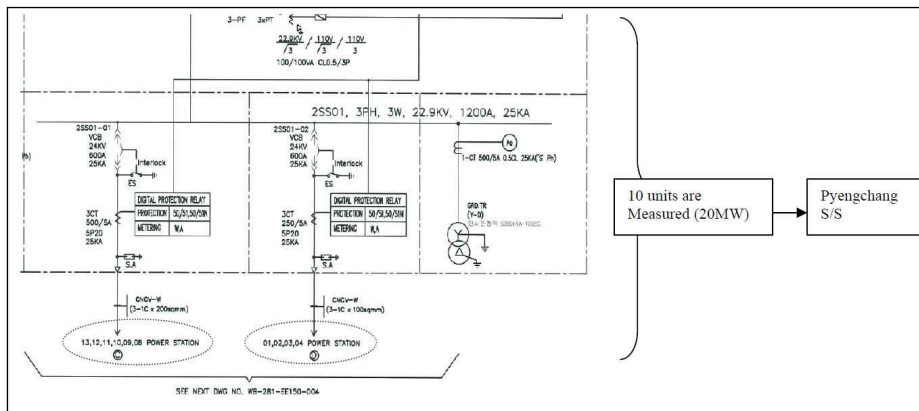 3-PF 3xPT
22.9KV / 110V / 110V
/3 /3 3
100/100VA CL0.5/3P
2SS01, 3PH, 3W, 22.9KV, 1200A, 25KA
2SS01-01
VCB
24KV
600A
25KA
Interlock
ES
2SS01-02
VCB
24KV
600A
25KA
Interlock
ES
1-CT 500/5A 0.5CL 25KA('S' Ph)
DIGITAL PROTECTION RELAY
PROTECTION 50/51,50/51N
METERING W,A
3CT
500/5A
5P20
25KA
S.A
DIGITAL PROTECTION RELAY
PROTECTION 50/51,50/51N
METERING W,A
3CT
250/5A
5P20
25KA
S.A
GRD.TR
(Y-D)
CNCV-W
(3-1C x 200sqmm)
CNCV-W
(3-1C x 100sqmm)
13,12,11,10,09,08 POWER STATION
01,02,03,04 POWER STATION
SEE NEXT DWG NO. WB-281-EE150-004
10 units are
Measured (20MW)
Pyengchang
S/S